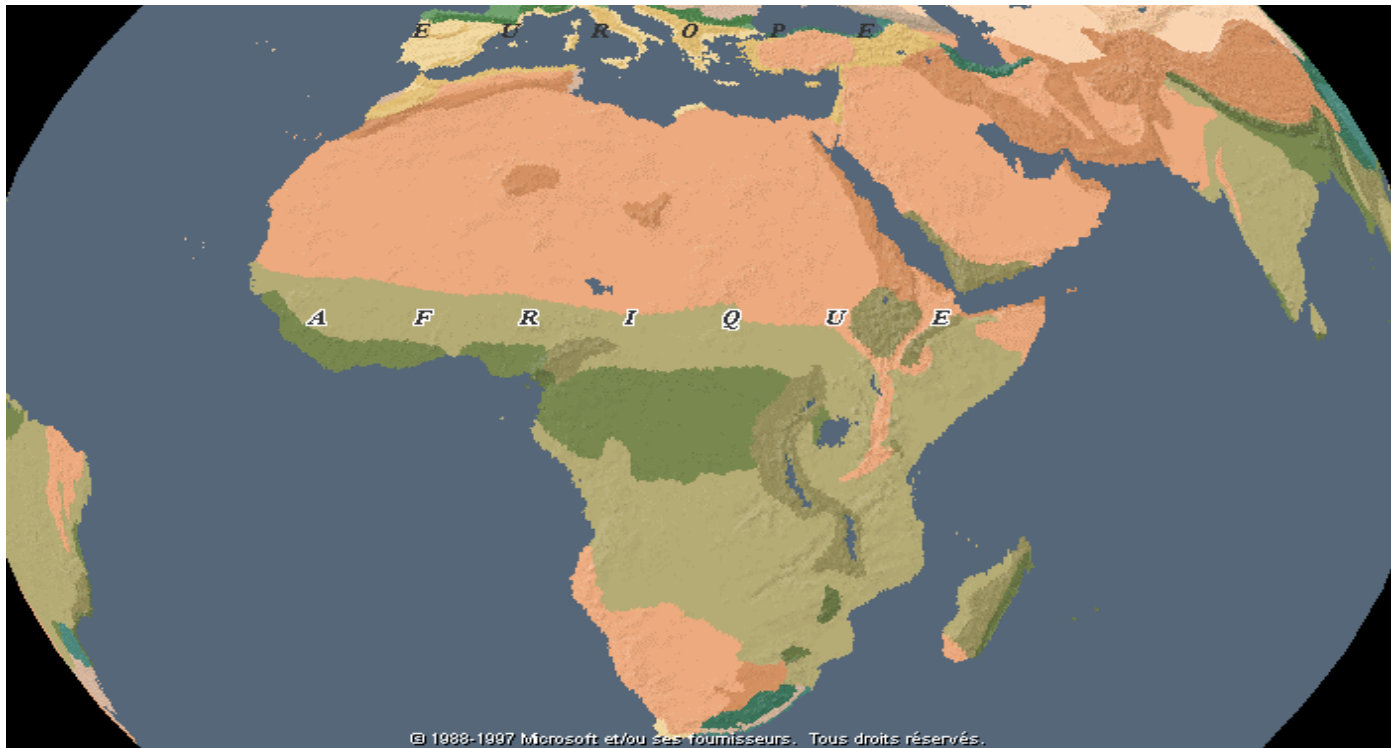 E U R O P E
A F R I Q U E
© 1988-1997 Microsoft et/ou ses fournisseurs. Tous droits réservés.